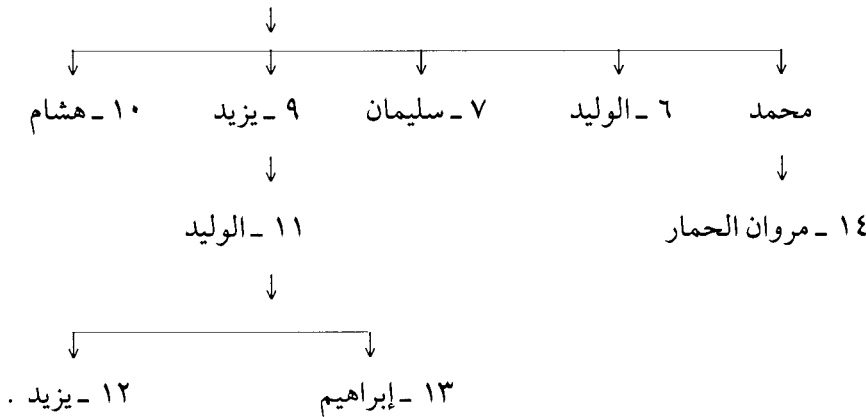 محمد ٦ ـ الوليد ٧ ـ سليمان ٩ ـ يزيد ١٠ ـ هشام
١٤ ـ مروان الحمار ١١ ـ الوليد
١٣ ـ إبراهيم ١٢ ـ يزيد .